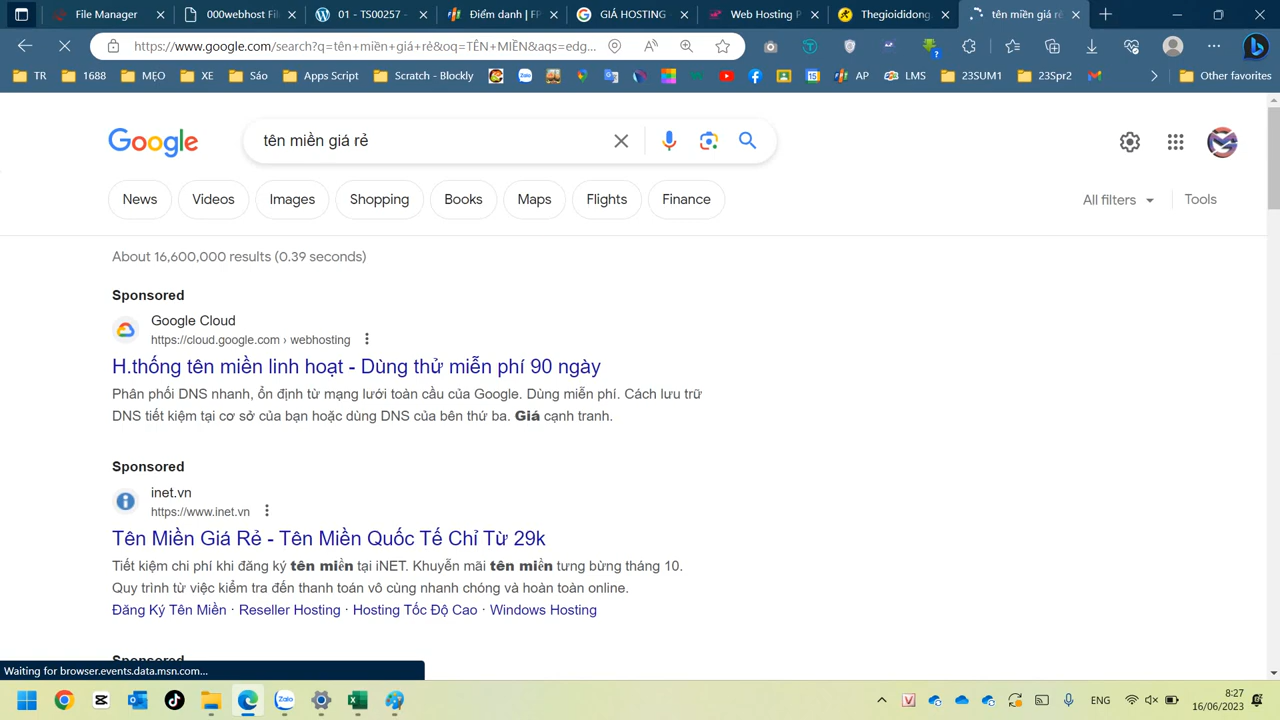 File Manager
000webhost Fil
01 - TS00257 -
Điểm danh | FP
GIÁ HOSTING
Web Hosting P
Thegioididong
tên miền giá rẻ
https://www.google.com/search?q=tên+miền+giá+rẻ&oq=TÊN+MIỀN&aqs=edg...
TR
1688
MẸO
XE
Sáo
Apps Script
Scratch - Blockly
AP
LMS
23SUM1
23Spr2
Other favorites
Google
tên miền giá rẻ
News
Videos
Images
Shopping
Books
Maps
Flights
Finance
All filters
Tools
About 16,600,000 results (0.39 seconds)
Sponsored
Google Cloud
https://cloud.google.com › webhosting
H.thống tên miền linh hoạt - Dùng thử miễn phí 90 ngày
Phân phối DNS nhanh, ổn định từ mạng lưới toàn cầu của Google. Dùng miễn phí. Cách lưu trữ
DNS tiết kiệm tại cơ sở của bạn hoặc dùng DNS của bên thứ ba. Giá cạnh tranh.
Sponsored
inet.vn
https://www.inet.vn
Tên Miền Giá Rẻ - Tên Miền Quốc Tế Chỉ Từ 29k
Tiết kiệm chi phí khi đăng ký tên miền tại iNET. Khuyễn mãi tên miền tưng bừng tháng 10.
Quy trình từ việc kiểm tra đến thanh toán vô cùng nhanh chóng và hoàn toàn online.
Đăng Ký Tên Miền · Reseller Hosting · Hosting Tốc Độ Cao · Windows Hosting
Sponsored
Waiting for browser.events.data.msn.com...
ENG
8:27
16/06/2023